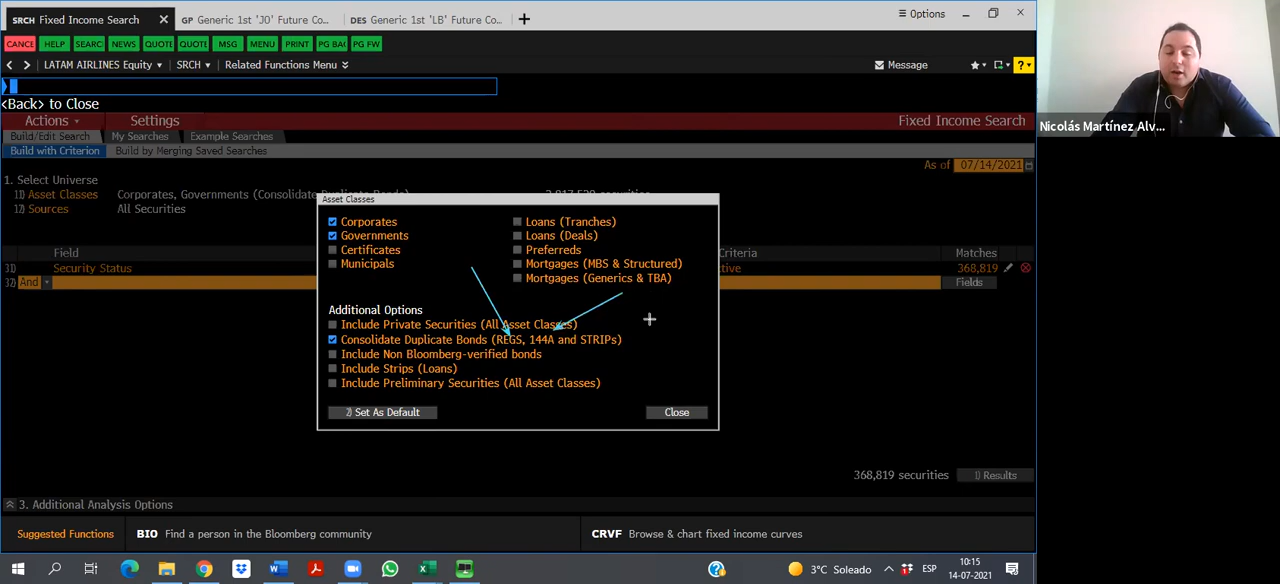 SRCH Fixed Income Search
GP Generic 1st 'JO' Future Co...
DES Generic 1st 'LB' Future Co...
Options
CANCE HELP SEARC NEWS QUOTE QUOTE MSG MENU PRINT PG BAC PG FW
LATAM AIRLINES Equity SRCH Related Functions Menu
Message
?
<Back> to Close
Actions Settings Fixed Income Search
Build/Edit Search My Searches Example Searches
Build with Criterion Build by Merging Saved Searches
As of 07/14/2021
1. Select Universe
11) Asset Classes Corporates, Governments (Consolidate Duplicate Bonds)
12) Sources All Securities
Asset Classes
Corporates
Governments
Certificates
Municipals
Loans (Tranches)
Loans (Deals)
Preferreds
Mortgages (MBS & Structured)
Mortgages (Generics & TBA)
Additional Options
Include Private Securities (All Asset Classes)
Consolidate Duplicate Bonds (REGS, 144A and STRIPs)
Include Non Bloomberg-verified bonds
Include Strips (Loans)
Include Preliminary Securities (All Asset Classes)
2) Set As Default Close
Field Criteria Matches
31) Security Status 368,819
32) And Fields
368,819 securities 1) Results
3. Additional Analysis Options
Suggested Functions BIO Find a person in the Bloomberg community CRVF Browse & chart fixed income curves
3°C Soleado ESP 10:15
14-07-2021
Nicolás Martínez Alv...